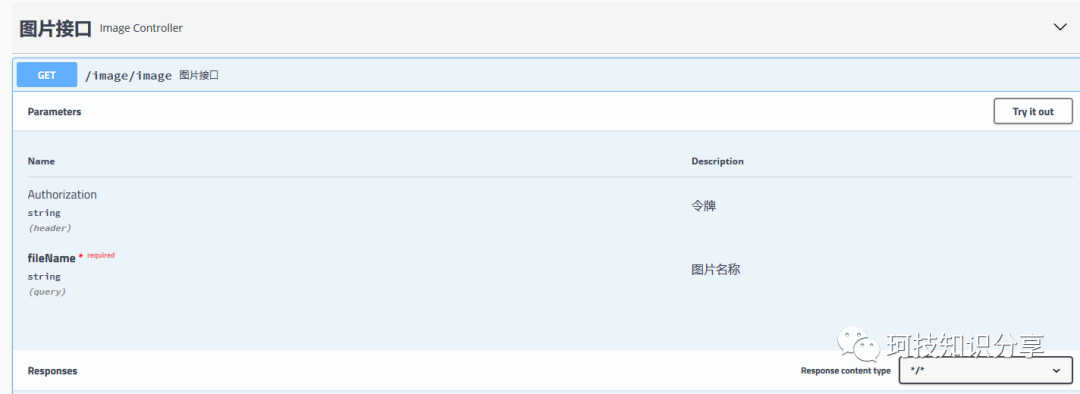 图片接口 Image Controller
GET /image/image 图片接口
Parameters Try it out
Name Description
Authorization
string
(header)
令牌
fileName * required
string
(query)
图片名称
珂技知识分享
Responses Response content type */*